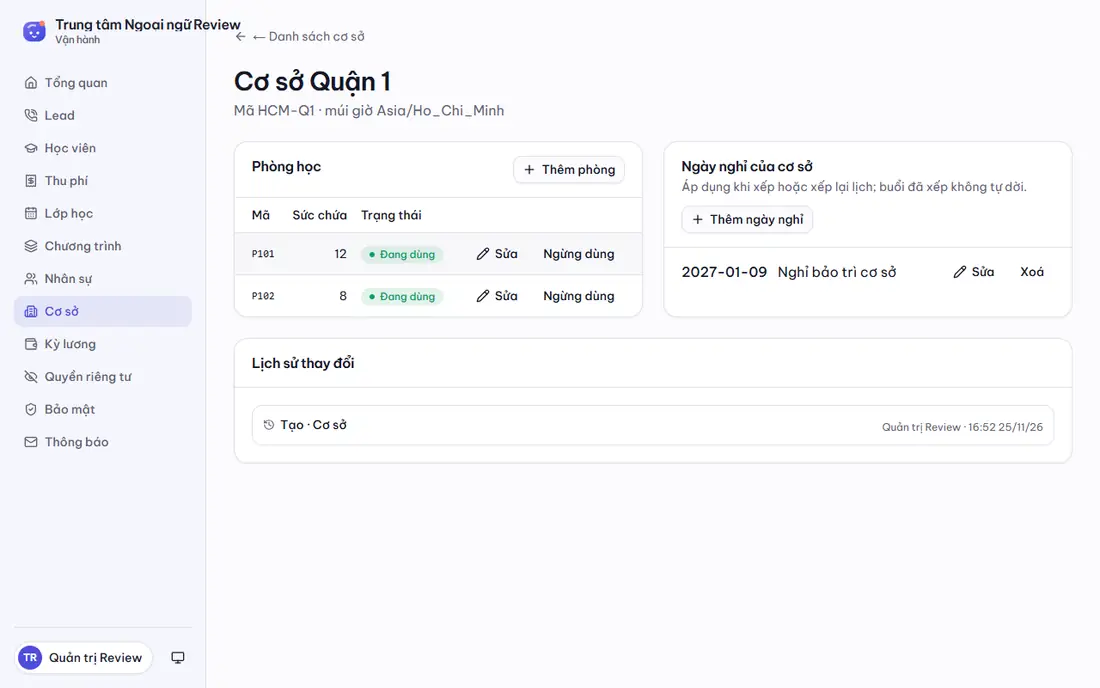 Trung tâm Ngoại ngữ Review
Vận hành
Tổng quan
Lead
Học viên
Thu phí
Lớp học
Chương trình
Nhân sự
Cơ sở
Kỳ lương
Quyền riêng tư
Bảo mật
Thông báo
TR Quản trị Review
← ← Danh sách cơ sở
Cơ sở Quận 1
Mã HCM-Q1 · múi giờ Asia/Ho_Chi_Minh
Phòng học
+ Thêm phòng
Mã Sức chứa Trạng thái
P101 12 Đang dùng Sửa Ngừng dùng
P102 8 Đang dùng Sửa Ngừng dùng
Ngày nghỉ của cơ sở
Áp dụng khi xếp hoặc xếp lại lịch; buổi đã xếp không tự dời.
+ Thêm ngày nghỉ
2027-01-09 Nghỉ bảo trì cơ sở Sửa Xoá
Lịch sử thay đổi
Tạo · Cơ sở Quản trị Review · 16:52 25/11/26